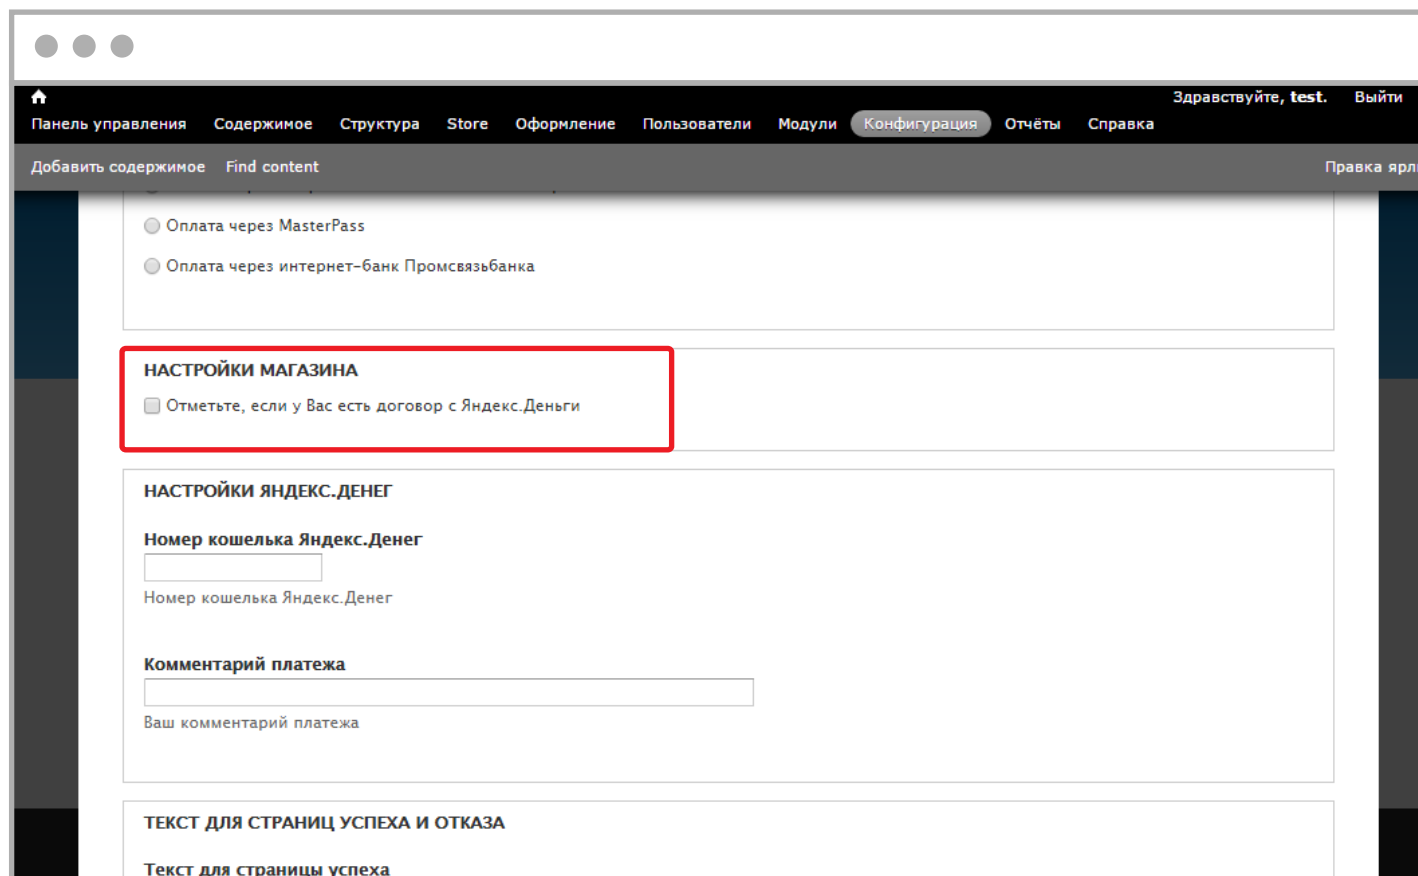 Здравствуйте, test. Выйти
Панель управления Содержимое Структура Store Оформление Пользователи Модули Конфигурация Отчёты Справка
Добавить содержимое Find content Правка
Оплата через MasterPass
Оплата через интернет-банк Промсвязьбанка
НАСТРОЙКИ МАГАЗИНА
Отметьте, если у Вас есть договор с Яндекс.Деньги
НАСТРОЙКИ ЯНДЕКС.ДЕНЕГ
Номер кошелька Яндекс.Денег
Номер кошелька Яндекс.Денег
Комментарий платежа
Ваш комментарий платежа
ТЕКСТ ДЛЯ СТРАНИЦ УСПЕХА И ОТКАЗА
Текст для страницы успеха